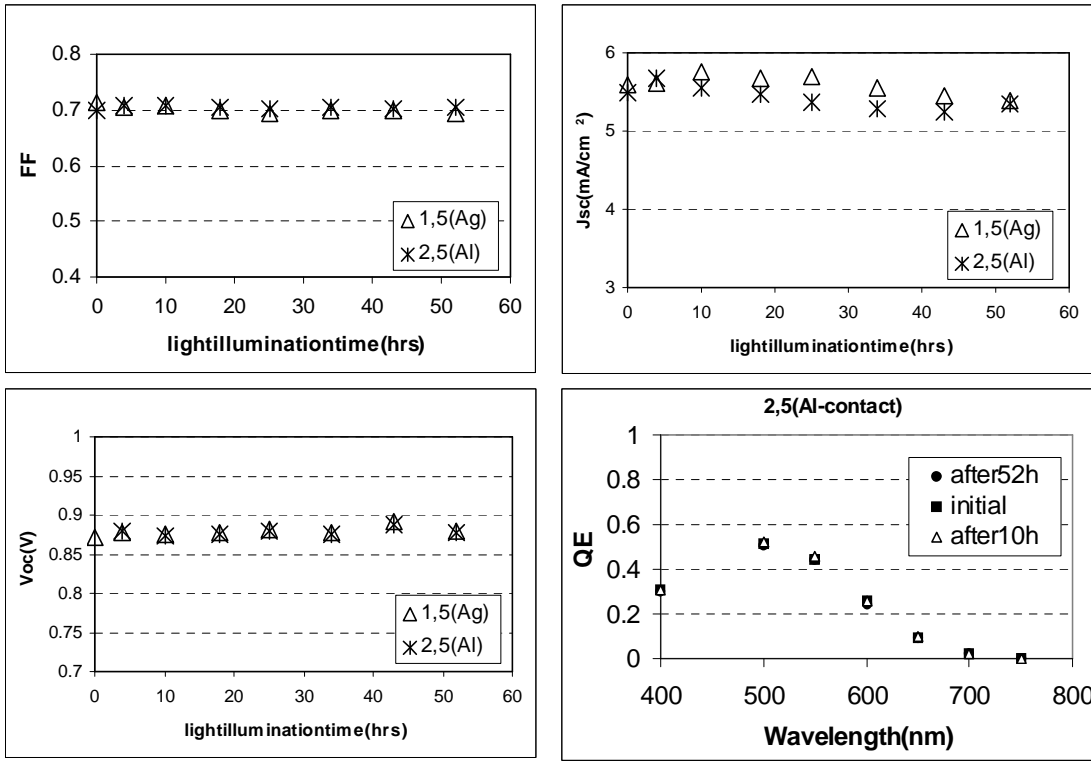 0.8
0.7
0.6
0.5
0.4
FF
1,5(Ag)
2,5(Al)
0 10 20 30 40 50 60
lightilluminationtime(hrs)
6
5
4
3
Jsc(mA/cm ²)
1,5(Ag)
2,5(Al)
0 10 20 30 40 50 60
lightilluminationtime(hrs)
1
0.95
0.9
0.85
0.8
0.75
0.7
Voc(V)
1,5(Ag)
2,5(Al)
0 10 20 30 40 50 60
lightilluminationtime(hrs)
2,5(Al-contact)
1
0.8
0.6
0.4
0.2
0
QE
after52h
initial
after10h
400 500 600 700 800
Wavelength(nm)